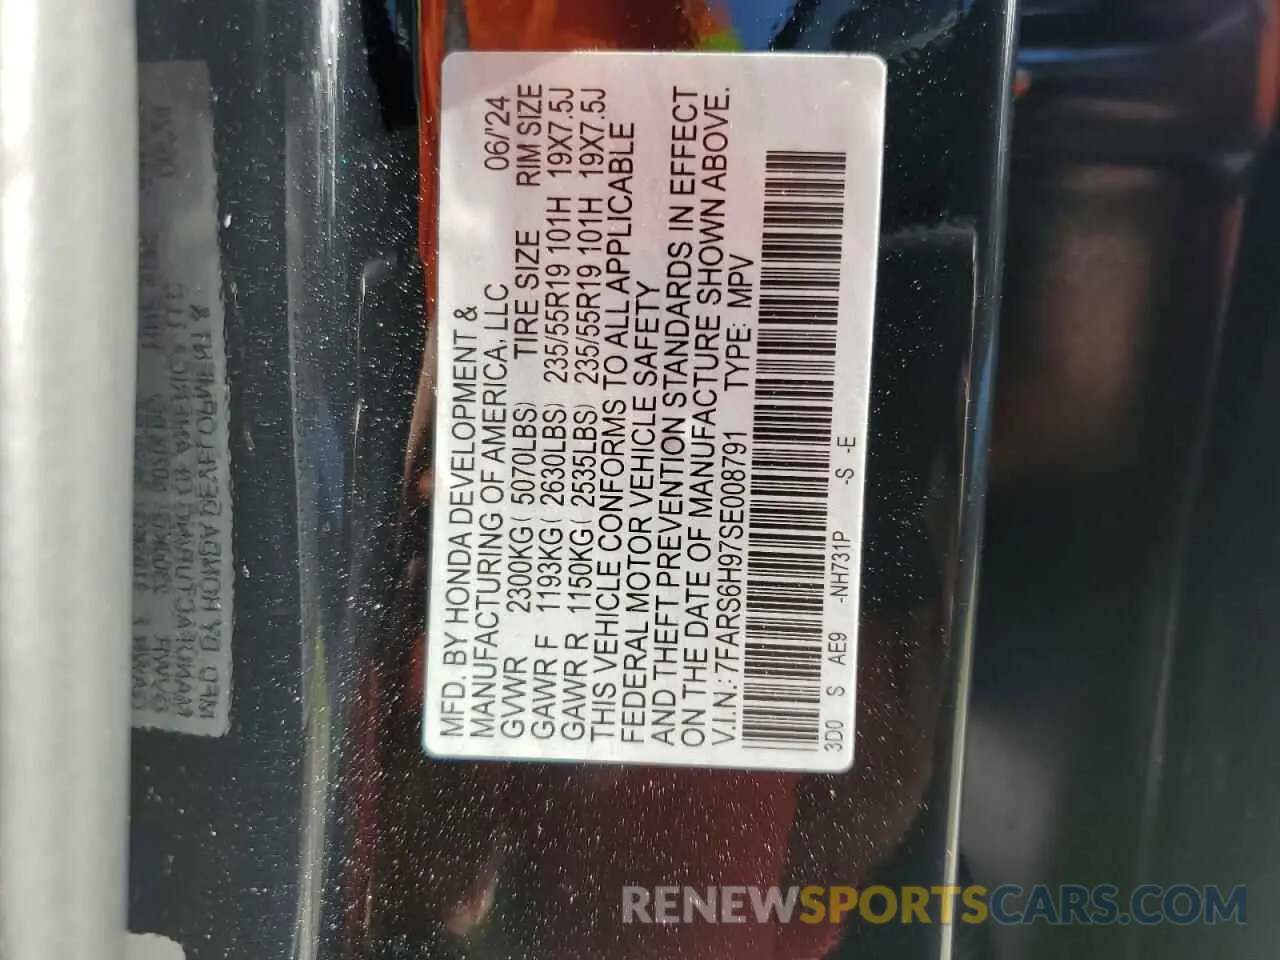 MFD. BY HONDA DEVELOPMENT &
MANUFACTURING OF AMERICA, LLC 06/'24
GVWR 2300KG ( 5070LBS) TIRE SIZE RIM SIZE
GAWR F 1193KG ( 2630LBS) 235/55R19 101H 19X7.5J
GAWR R 1150KG ( 2535LBS) 235/55R19 101H 19X7.5J
THIS VEHICLE CONFORMS TO ALL APPLICABLE
FEDERAL MOTOR VEHICLE SAFETY
AND THEFT PREVENTION STANDARDS IN EFFECT
ON THE DATE OF MANUFACTURE SHOWN ABOVE.
V.I.N.: 7FARS6H97SE008791 TYPE: MPV
3D0 S AE9 -NH731P -S -E
RENEWSPORTSCARS.COM